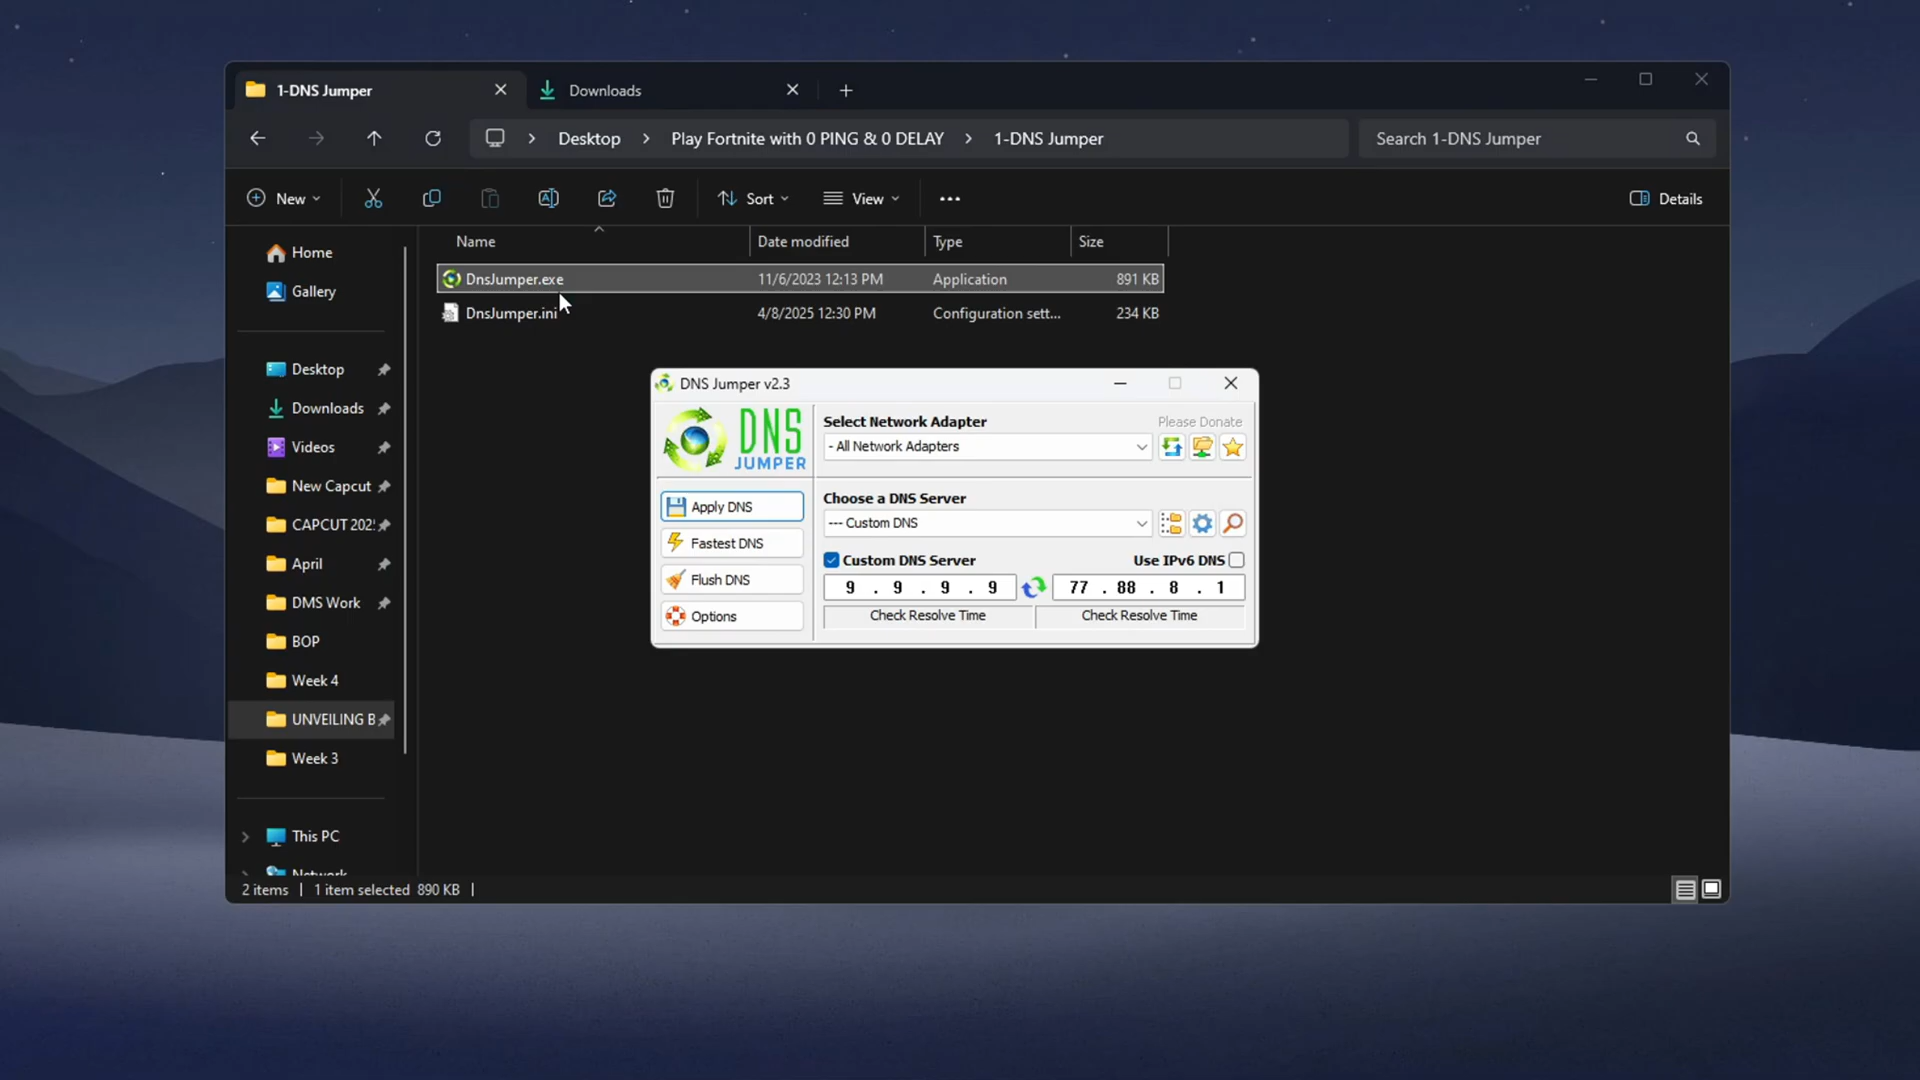 1-DNS Jumper
Downloads
Desktop
Play Fortnite with 0 PING & 0 DELAY
1-DNS Jumper
Search 1-DNS Jumper
New
Sort
View
Details
Name
Date modified
Type
Size
DnsJumper.exe
11/6/2023 12:13 PM
Application
891 KB
DnsJumper.ini
4/8/2025 12:30 PM
Configuration sett...
234 KB
Home
Gallery
Desktop
Downloads
Videos
New Capcut
CAPCUT 202
April
DMS Work
BOP
Week 4
UNVEILING B
Week 3
This PC
Network
DNS Jumper v2.3
DNS
JUMPER
Apply DNS
Fastest DNS
Flush DNS
Options
Select Network Adapter
Please Donate
- All Network Adapters
Choose a DNS Server
--- Custom DNS
Custom DNS Server
Use IPv6 DNS
9 . 9 . 9 . 9
77 . 88 . 8 . 1
Check Resolve Time
Check Resolve Time
2 items
1 item selected 890 KB